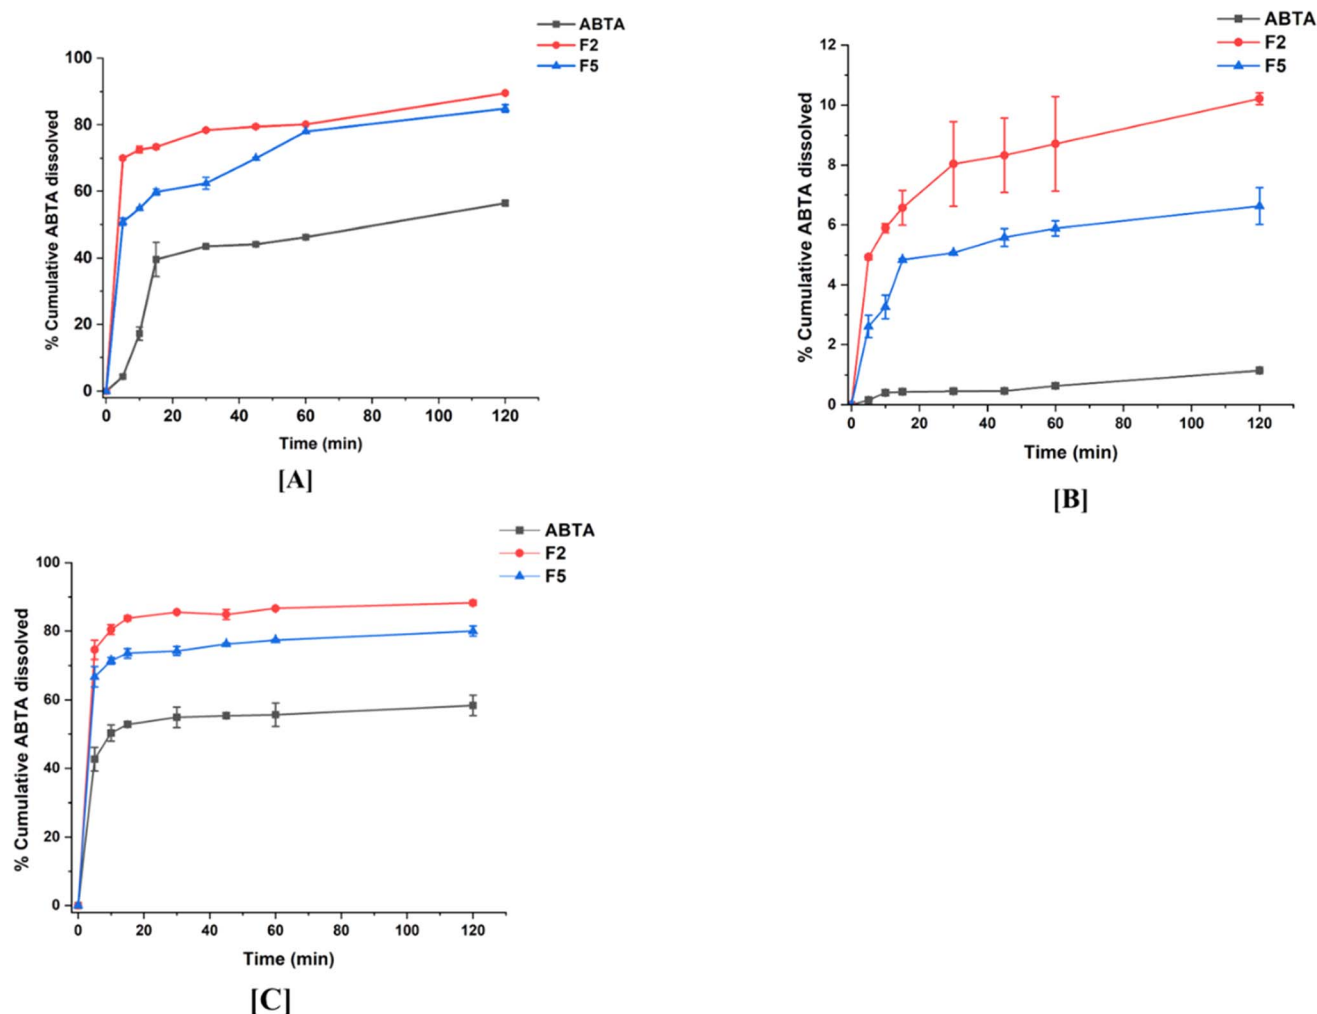 ABTA
F2
F5
100
80
60
40
20
0
% Cumulative ABTA dissolved
0 20 40 60 80 100 120
Time (min)
[A]
ABTA
F2
F5
12
10
8
6
4
2
0
% Cumulative ABTA dissolved
0 20 40 60 80 100 120
Time (min)
[B]
ABTA
F2
F5
100
80
60
40
20
0
% Cumulative ABTA dissolved
0 20 40 60 80 100 120
Time (min)
[C]